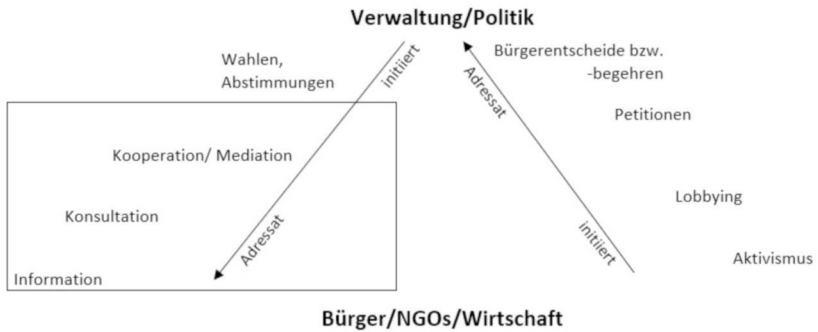 Verwaltung/Politik
Wahlen,
Abstimmungen
initiiert
Bürgerentscheide bzw.
-begehren
Adressat
Petitionen
Kooperation/ Mediation
Lobbying
Konsultation
Adressat
initiiert
Aktivismus
Information
Bürger/NGOs/Wirtschaft